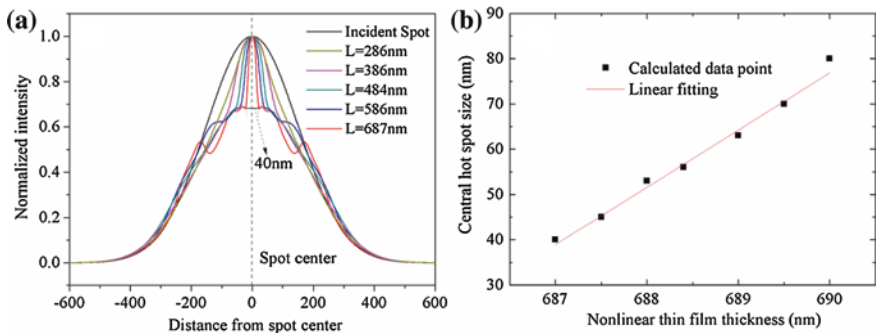 (a)
1.0
0.8
0.6
0.4
0.2
0.0
Normalized intensity
Incident Spot
L=286nm
L=386nm
L=484nm
L=586nm
L=687nm
40nm
Spot center
-600
-400
-200
0
200
400
600
Distance from spot center
(b)
90
80
70
60
50
40
30
Central hot spot size (nm)
Calculated data point
Linear fitting
687
688
689
690
Nonlinear thin film thickness (nm)